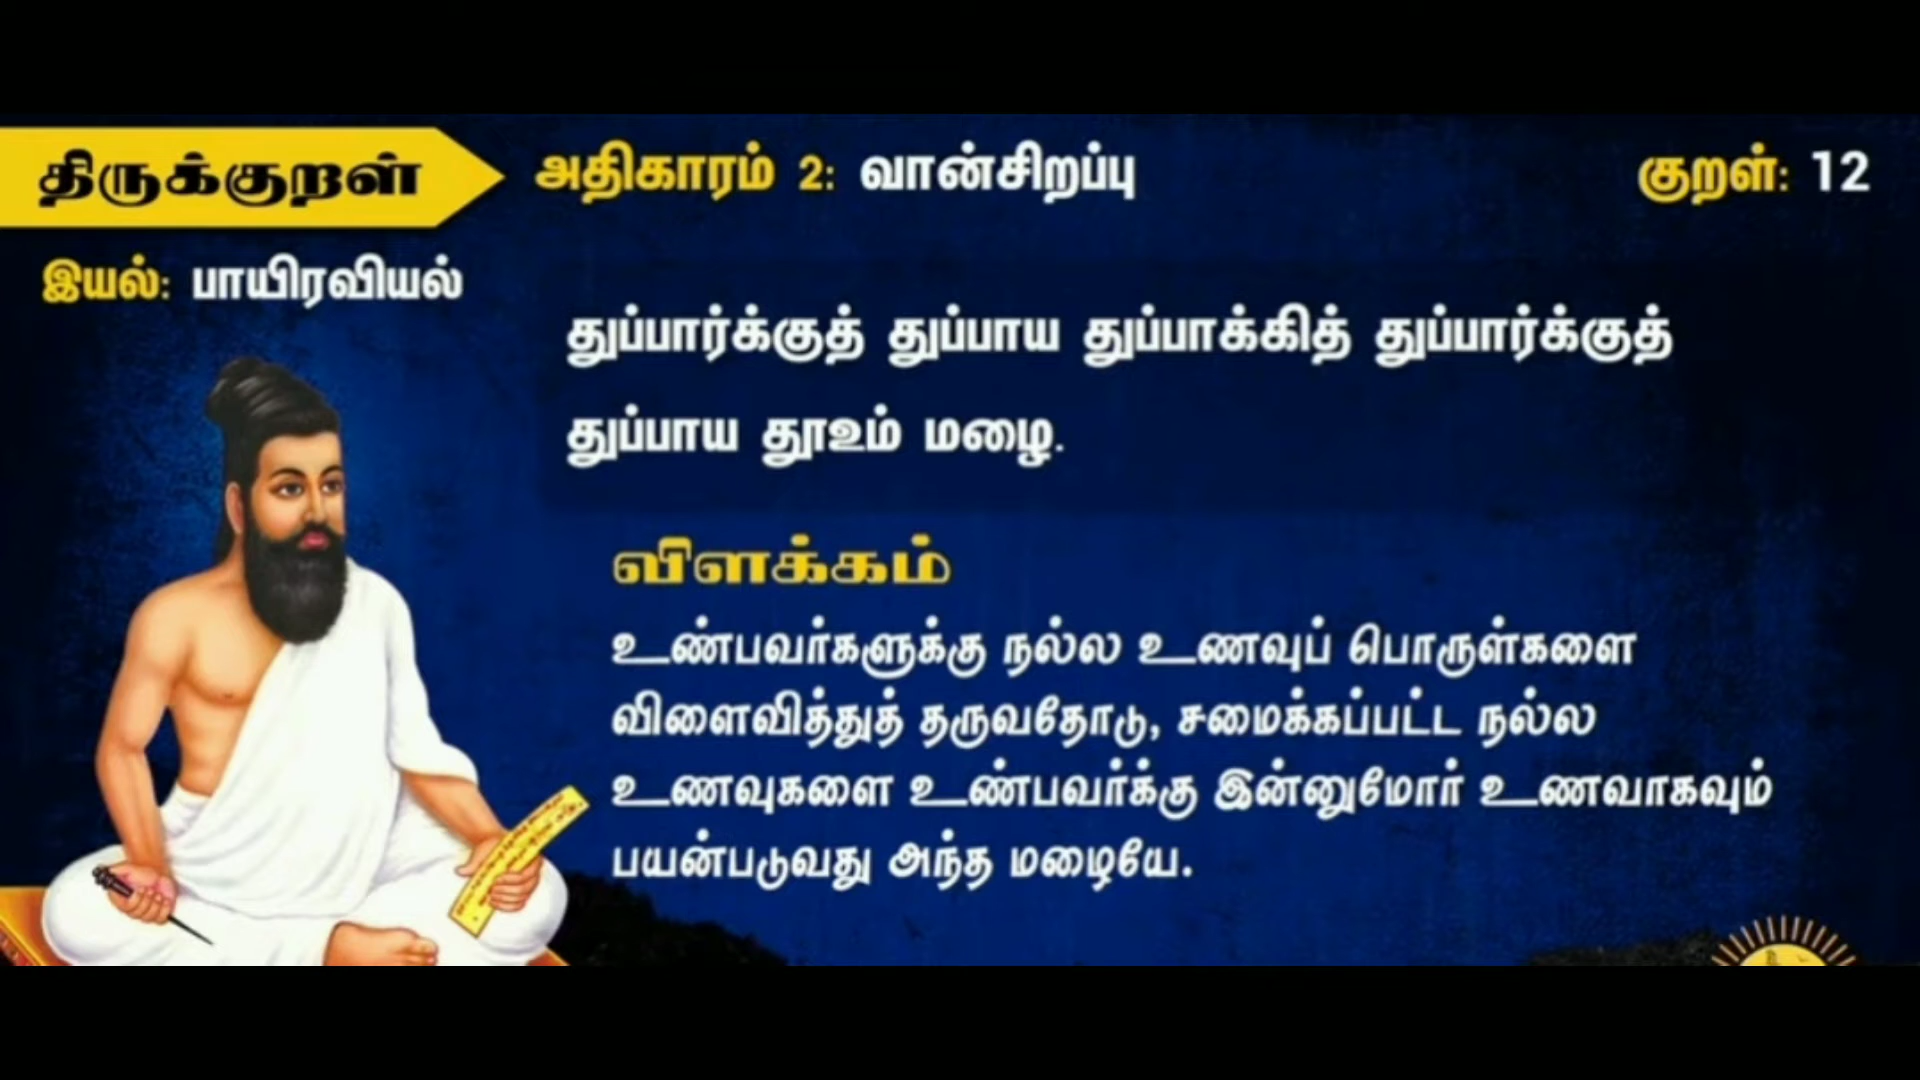 திருக்குறள்
அதிகாரம் 2: வான்சிறப்பு
குறள்: 12
இயல்: பாயிரவியல்
துப்பார்க்குத் துப்பாய துப்பாக்கித் துப்பார்க்குத்
துப்பாய தூஉம் மழை.
விளக்கம்
உண்பவர்களுக்கு நல்ல உணவுப் பொருள்களை
விளைவித்துத் தருவதோடு, சமைக்கப்பட்ட நல்ல
உணவுகளை உண்பவர்க்கு இன்னுமோர் உணவாகவும்
பயன்படுவது அந்த மழையே.